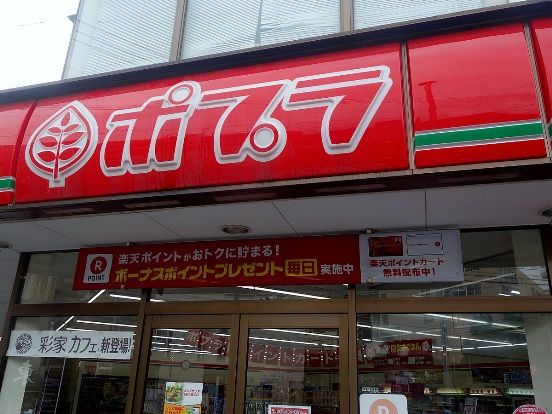 ポプラ
R
POINT
楽天ポイントがおトクに貯まる!
ボーナスポイントプレゼント毎日実施中
楽天ポイントカード
無料配布中!
彩家カフェ、新登場!